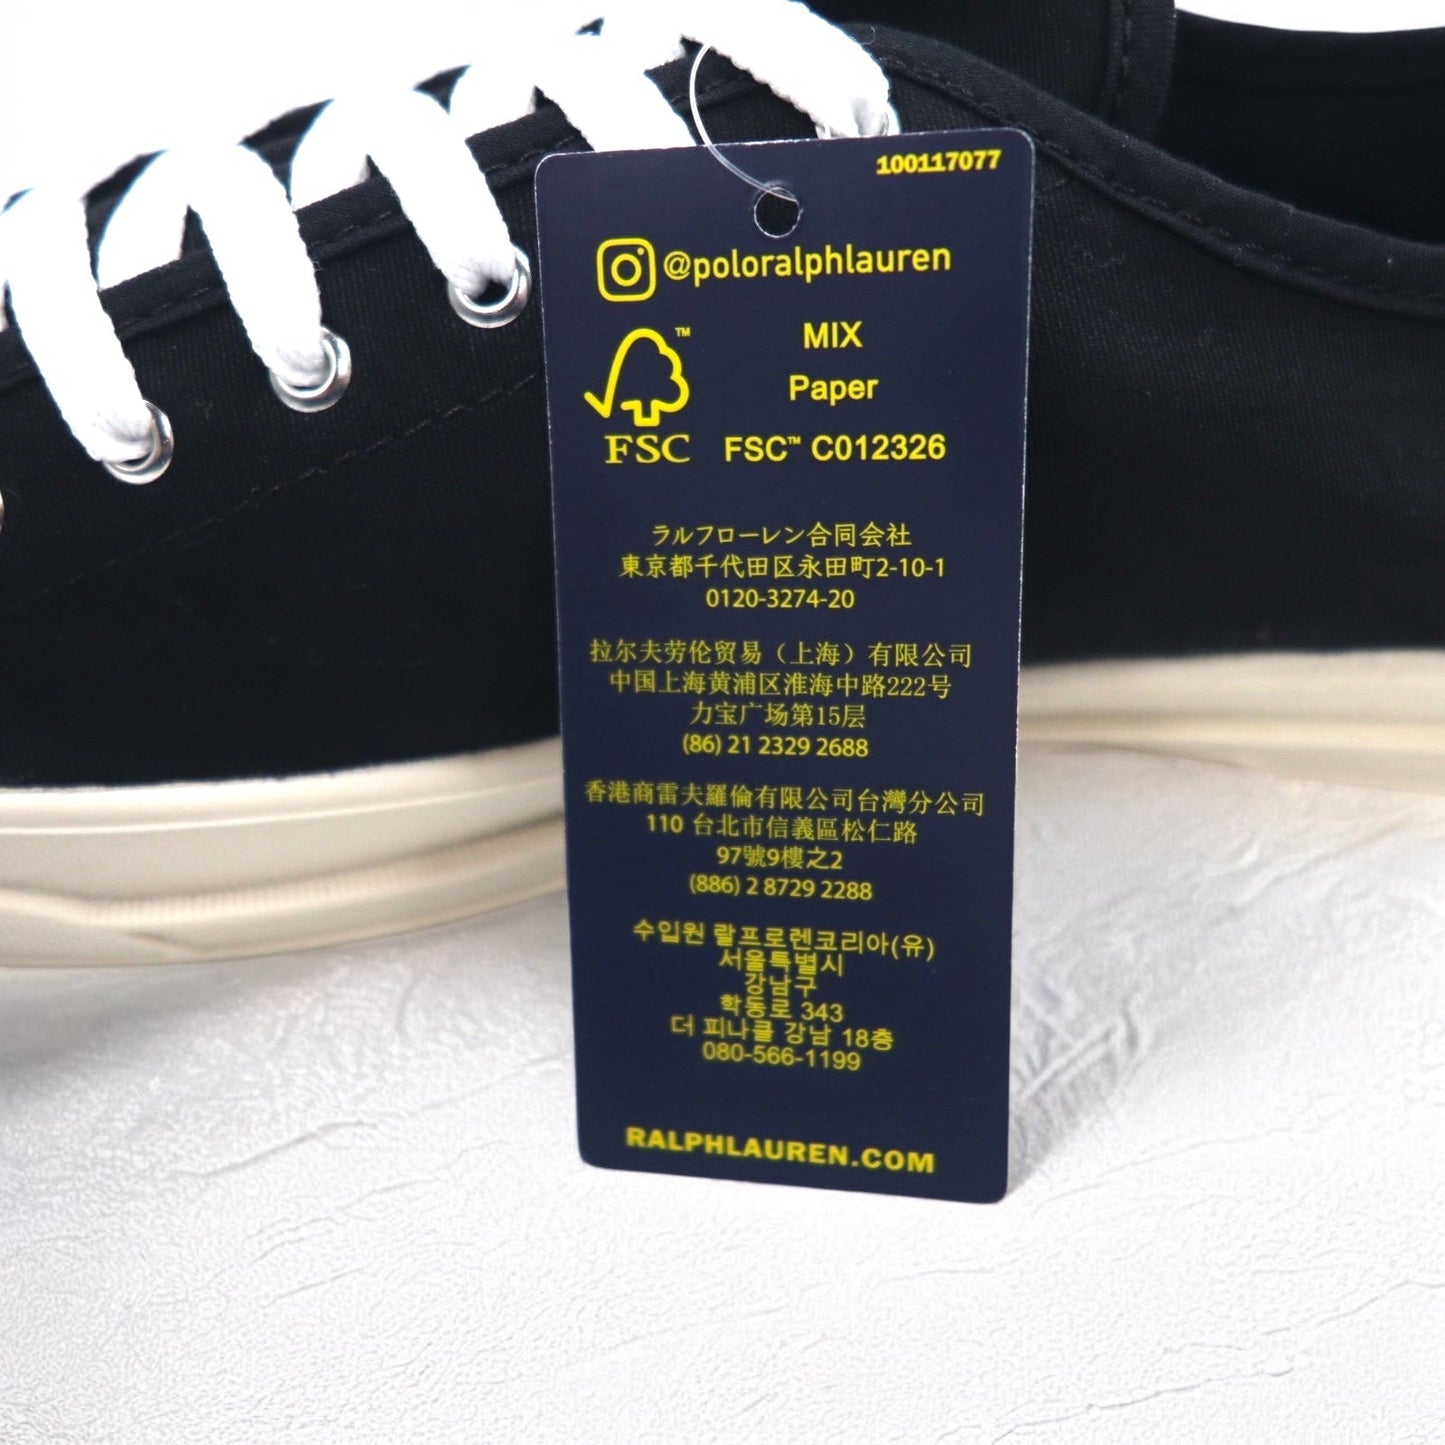 100117077
@poloralphlauren
MIX
Paper
FSC™ C012326
FSC
ラルフローレン合同会社
東京都千代田区永田町2-10-1
0120-3274-20
拉尔夫劳伦贸易（上海）有限公司
中国上海黄浦区淮海中路222号
力宝广场第15层
(86) 21 2329 2688
香港商雷夫羅倫有限公司台灣分公司
110 台北市信義區松仁路
97號9樓之2
(886) 2 8729 2288
수입원 랄프로렌코리아(유)
서울특별시
강남구
학동로 343
더 피나클 강남 18층
080-566-1199
RALPHLAUREN.COM